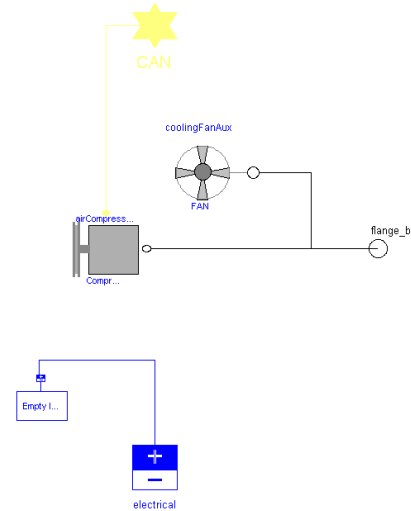 CAN
coolingFanAux
FAN
airCompress...
flange_b
Compr...
Empty I...
+
−
electrical